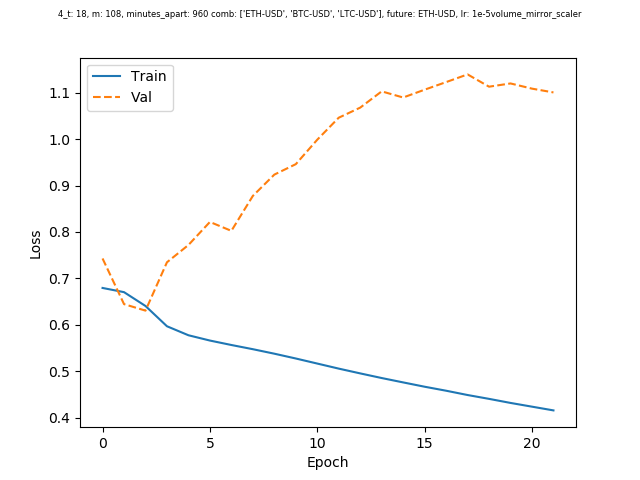 4_t: 18, m: 108, minutes_apart: 960 comb: ['ETH-USD', 'BTC-USD', 'LTC-USD'], future: ETH-USD, lr: 1e-5volume_mirror_scaler
Train
Val
1.1
1.0
0.9
0.8
0.7
0.6
0.5
0.4
Loss
0 5 10 15 20
Epoch